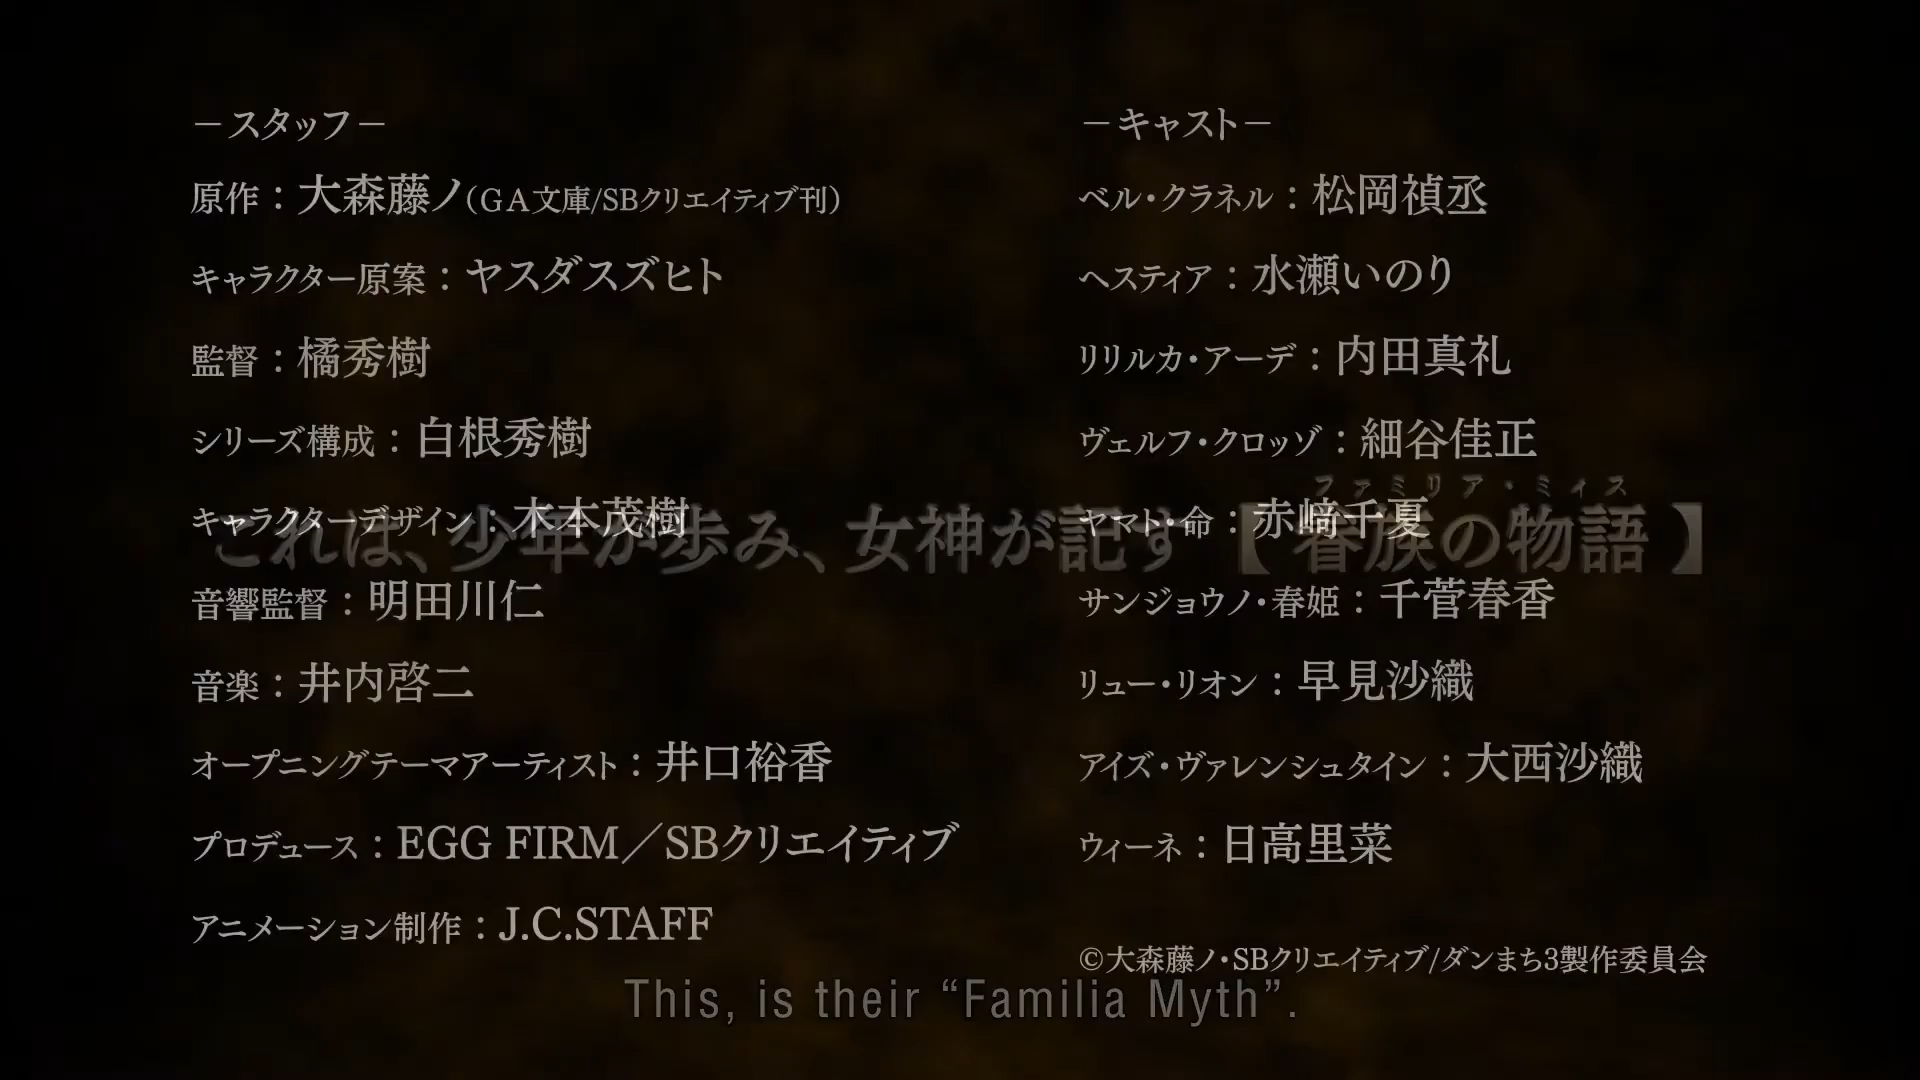 －スタッフ－
原作：大森藤ノ（ＧＡ文庫/SBクリエイティブ刊）
キャラクター原案：ヤスダスズヒト
監督：橘秀樹
シリーズ構成：白根秀樹
キャラクターデザイン：木本茂樹
音響監督：明田川仁
音楽：井内啓二
オープニングテーマアーティスト：井口裕香
プロデュース：EGG FIRM／SBクリエイティブ
アニメーション制作：J.C.STAFF
－キャスト－
ベル・クラネル：松岡禎丞
ヘスティア：水瀬いのり
リリルカ・アーデ：内田真礼
ヴェルフ・クロッゾ：細谷佳正
ヤマト・命：赤﨑千夏
サンジョウノ・春姫：千菅春香
リュー・リオン：早見沙織
アイズ・ヴァレンシュタイン：大西沙織
ウィーネ：日高里菜
©大森藤ノ・SBクリエイティブ/ダンまち3製作委員会
ファミリア・ミィス
これは、少年が歩み、女神が記す【眷族の物語】
This, is their “Familia Myth”.